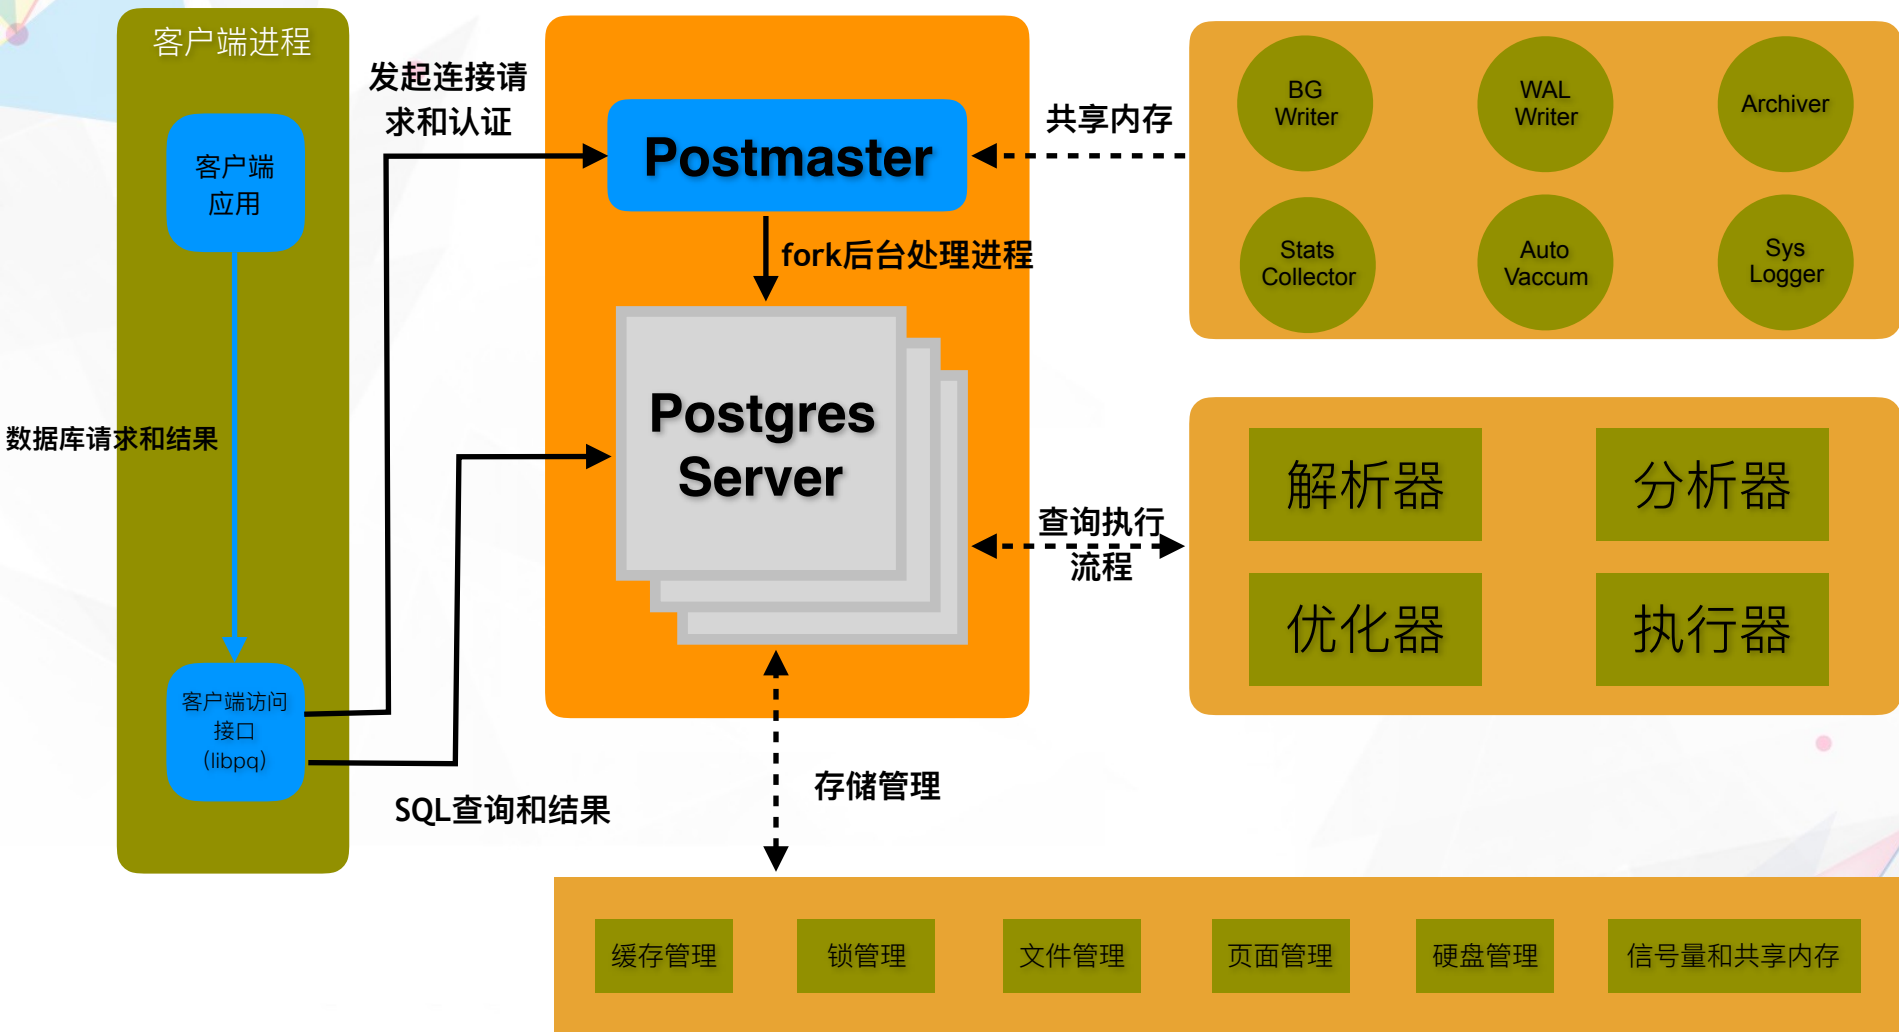 客户端进程
客户端
应用
数据库请求和结果
客户端访问
接口
（libpq）
发起连接请
求和认证
SQL查询和结果
Postmaster
fork后台处理进程
Postgres
Server
共享内存
BG
Writer
WAL
Writer
Archiver
Stats
Collector
Auto
Vaccum
Sys
Logger
查询执行
流程
解析器
分析器
优化器
执行器
存储管理
缓存管理
锁管理
文件管理
页面管理
硬盘管理
信号量和共享内存